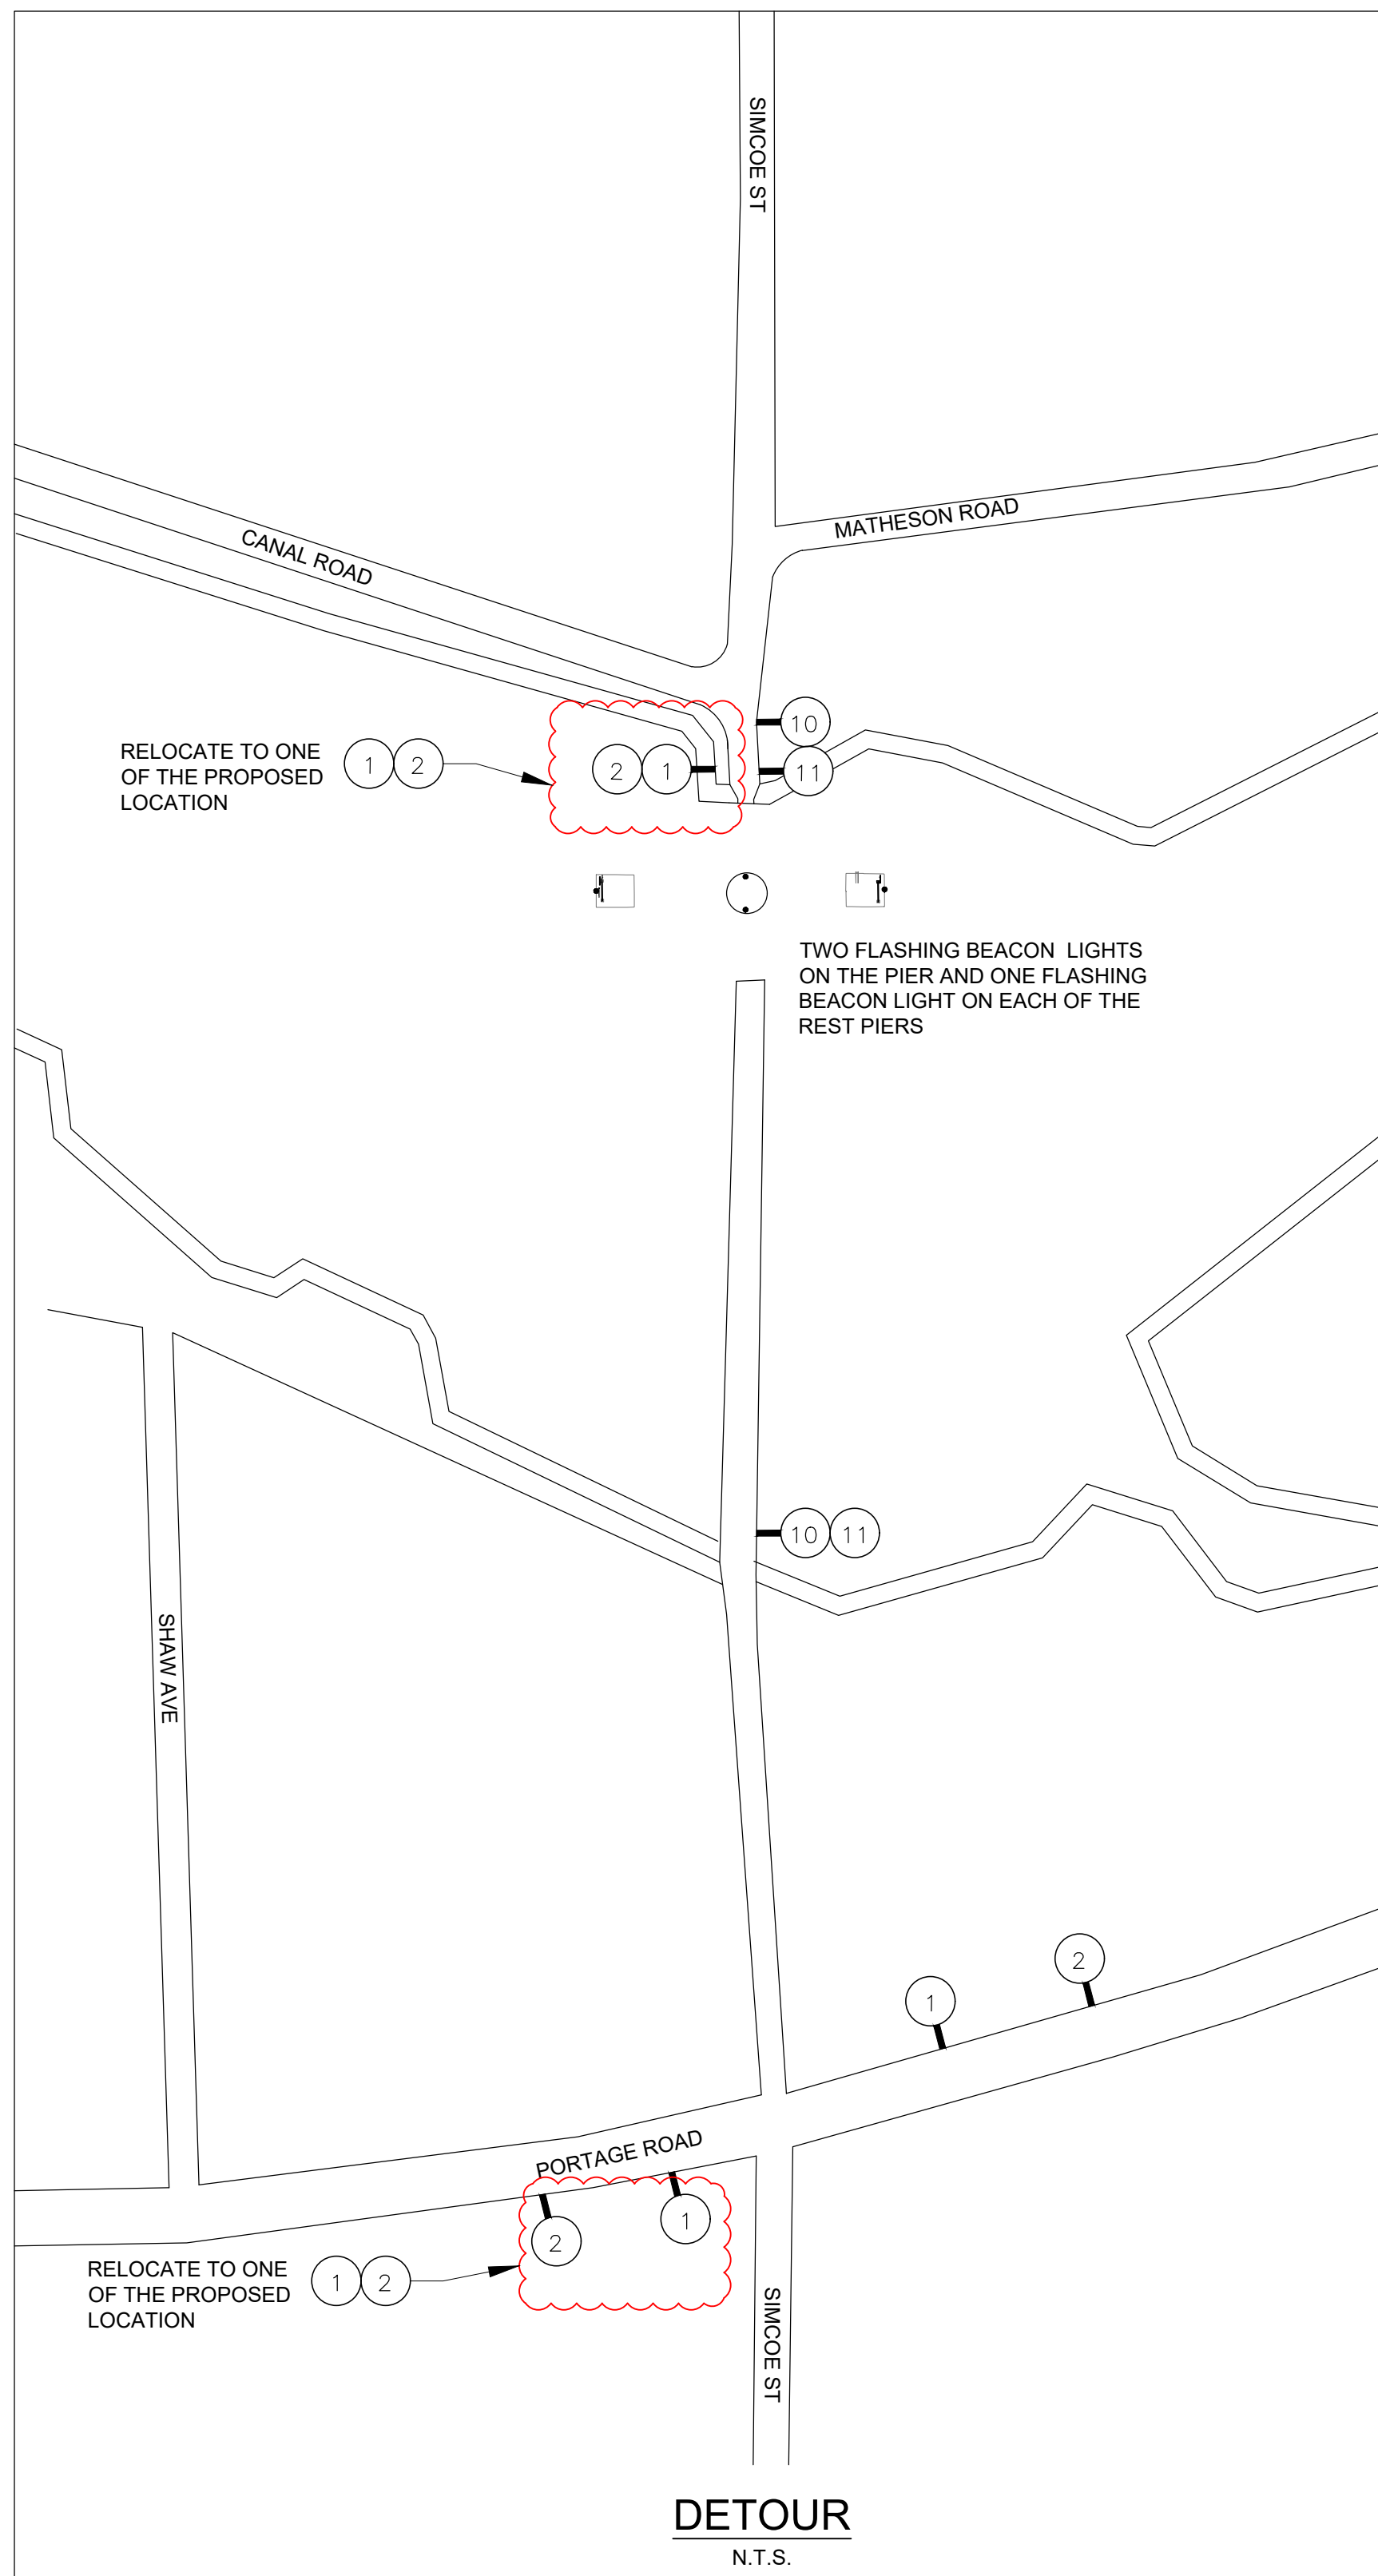 SIMCOE ST
MATHESON ROAD
CANAL ROAD
10
RELOCATE TO ONE
OF THE PROPOSED
LOCATION
1 2
2 1
11
TWO FLASHING BEACON LIGHTS
ON THE PIER AND ONE FLASHING
BEACON LIGHT ON EACH OF THE
REST PIERS
10 11
SHAW AVE
2
1
PORTAGE ROAD
1
2
RELOCATE TO ONE
OF THE PROPOSED
LOCATION
1 2
SIMCOE ST
DETOUR
N.T.S.